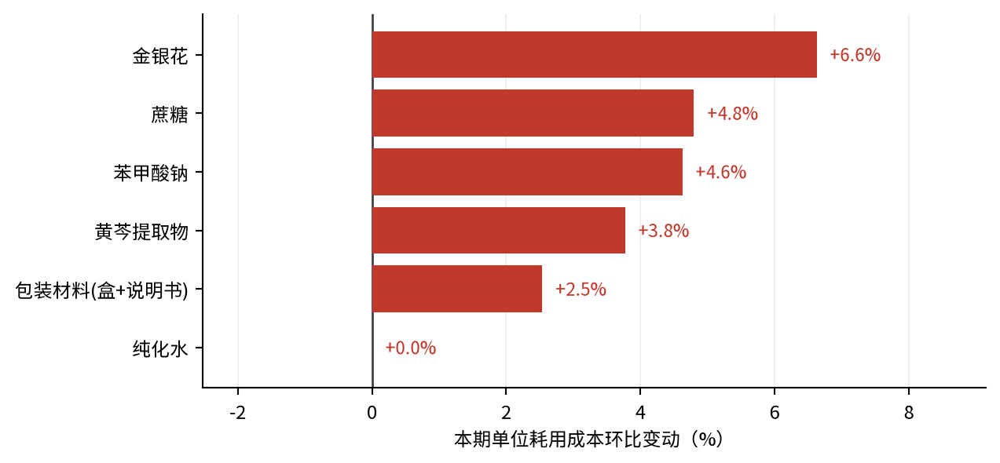 金银花 +6.6%
蔗糖 +4.8%
苯甲酸钠 +4.6%
黄芩提取物 +3.8%
包装材料(盒+说明书) +2.5%
纯化水 +0.0%
-2 0 2 4 6 8
本期单位耗用成本环比变动（%）